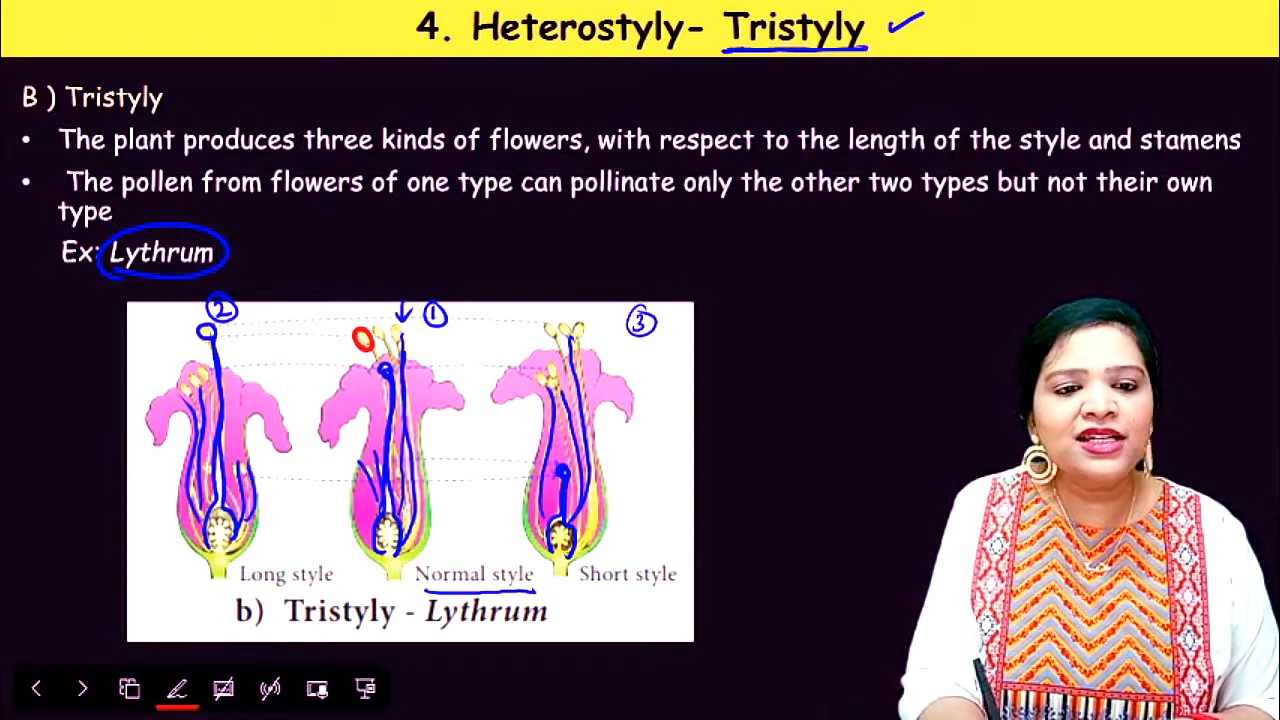 4. Heterostyly- Tristyly
B ) Tristyly
• The plant produces three kinds of flowers, with respect to the length of the style and stamens
• The pollen from flowers of one type can pollinate only the other two types but not their own
type
Ex: Lythrum
2 1 3
Long style Normal style Short style
b) Tristyly - Lythrum